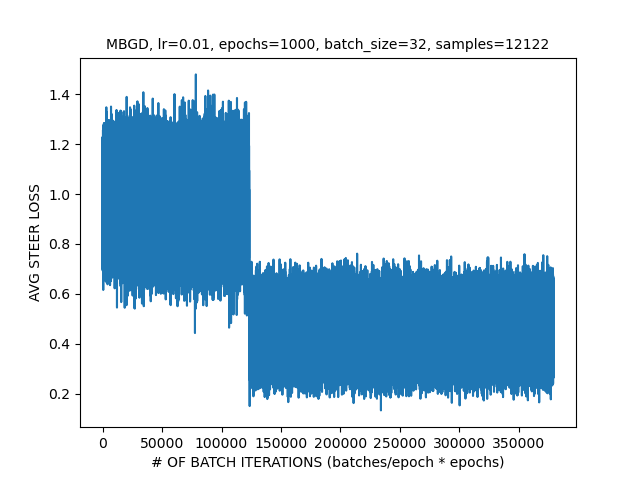 MBGD, lr=0.01, epochs=1000, batch_size=32, samples=12122
1.4
1.2
1.0
0.8
0.6
0.4
0.2
AVG STEER LOSS
0 50000 100000 150000 200000 250000 300000 350000
# OF BATCH ITERATIONS (batches/epoch * epochs)